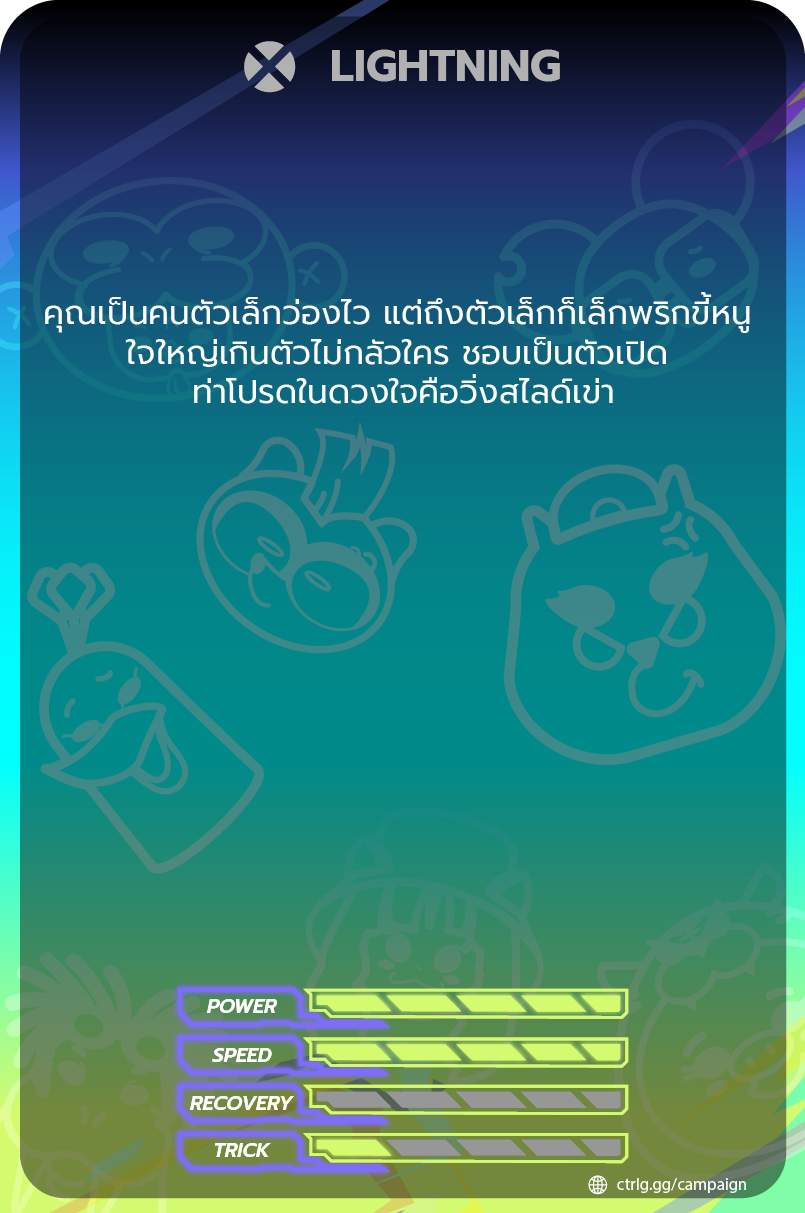 LIGHTNING
คุณเป็นคนตัวเล็กว่องไว แต่ถึงตัวเล็กก็เล็กพริกขี้หนู
ใจใหญ่เกินตัวไม่กลัวใคร ชอบเป็นตัวเปิด
ท่าโปรดในดวงใจคือวิ่งสไลด์เข่า
POWER
SPEED
RECOVERY
TRICK
ctrlg.gg/campaign